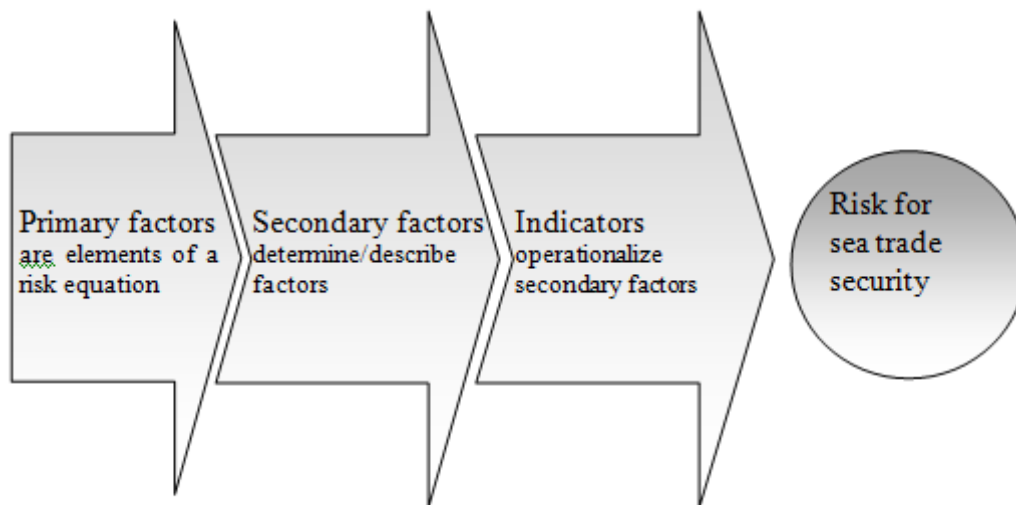 Primary factors
are elements of a
risk equation
Secondary factors
determine/describe
factors
Indicators
operationalize
secondary factors
Risk for
sea trade
security